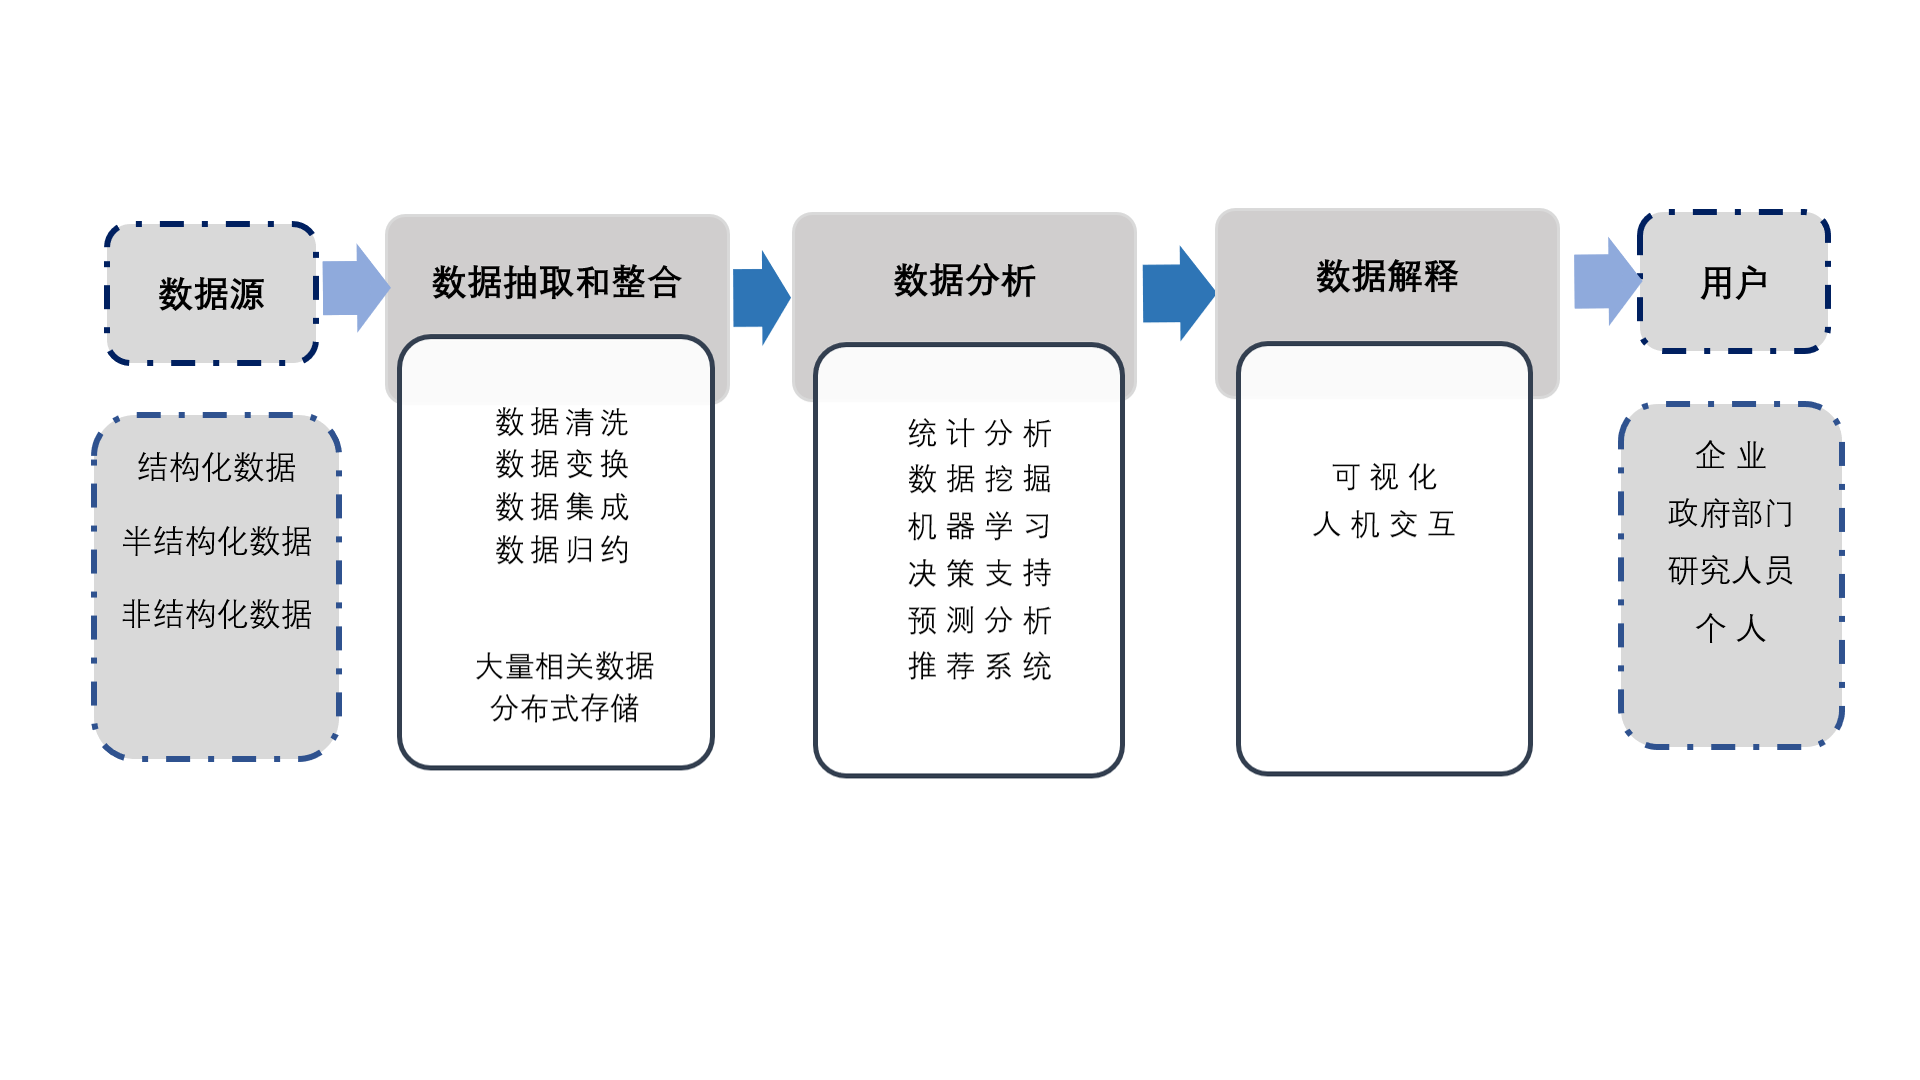 数据源
结构化数据
半结构化数据
非结构化数据
数据抽取和整合
数据清洗
数据变换
数据集成
数据归约
大量相关数据
分布式存储
数据分析
统计分析
数据挖掘
机器学习
决策支持
预测分析
推荐系统
数据解释
可视化
人机交互
用户
企业
政府部门
研究人员
个人